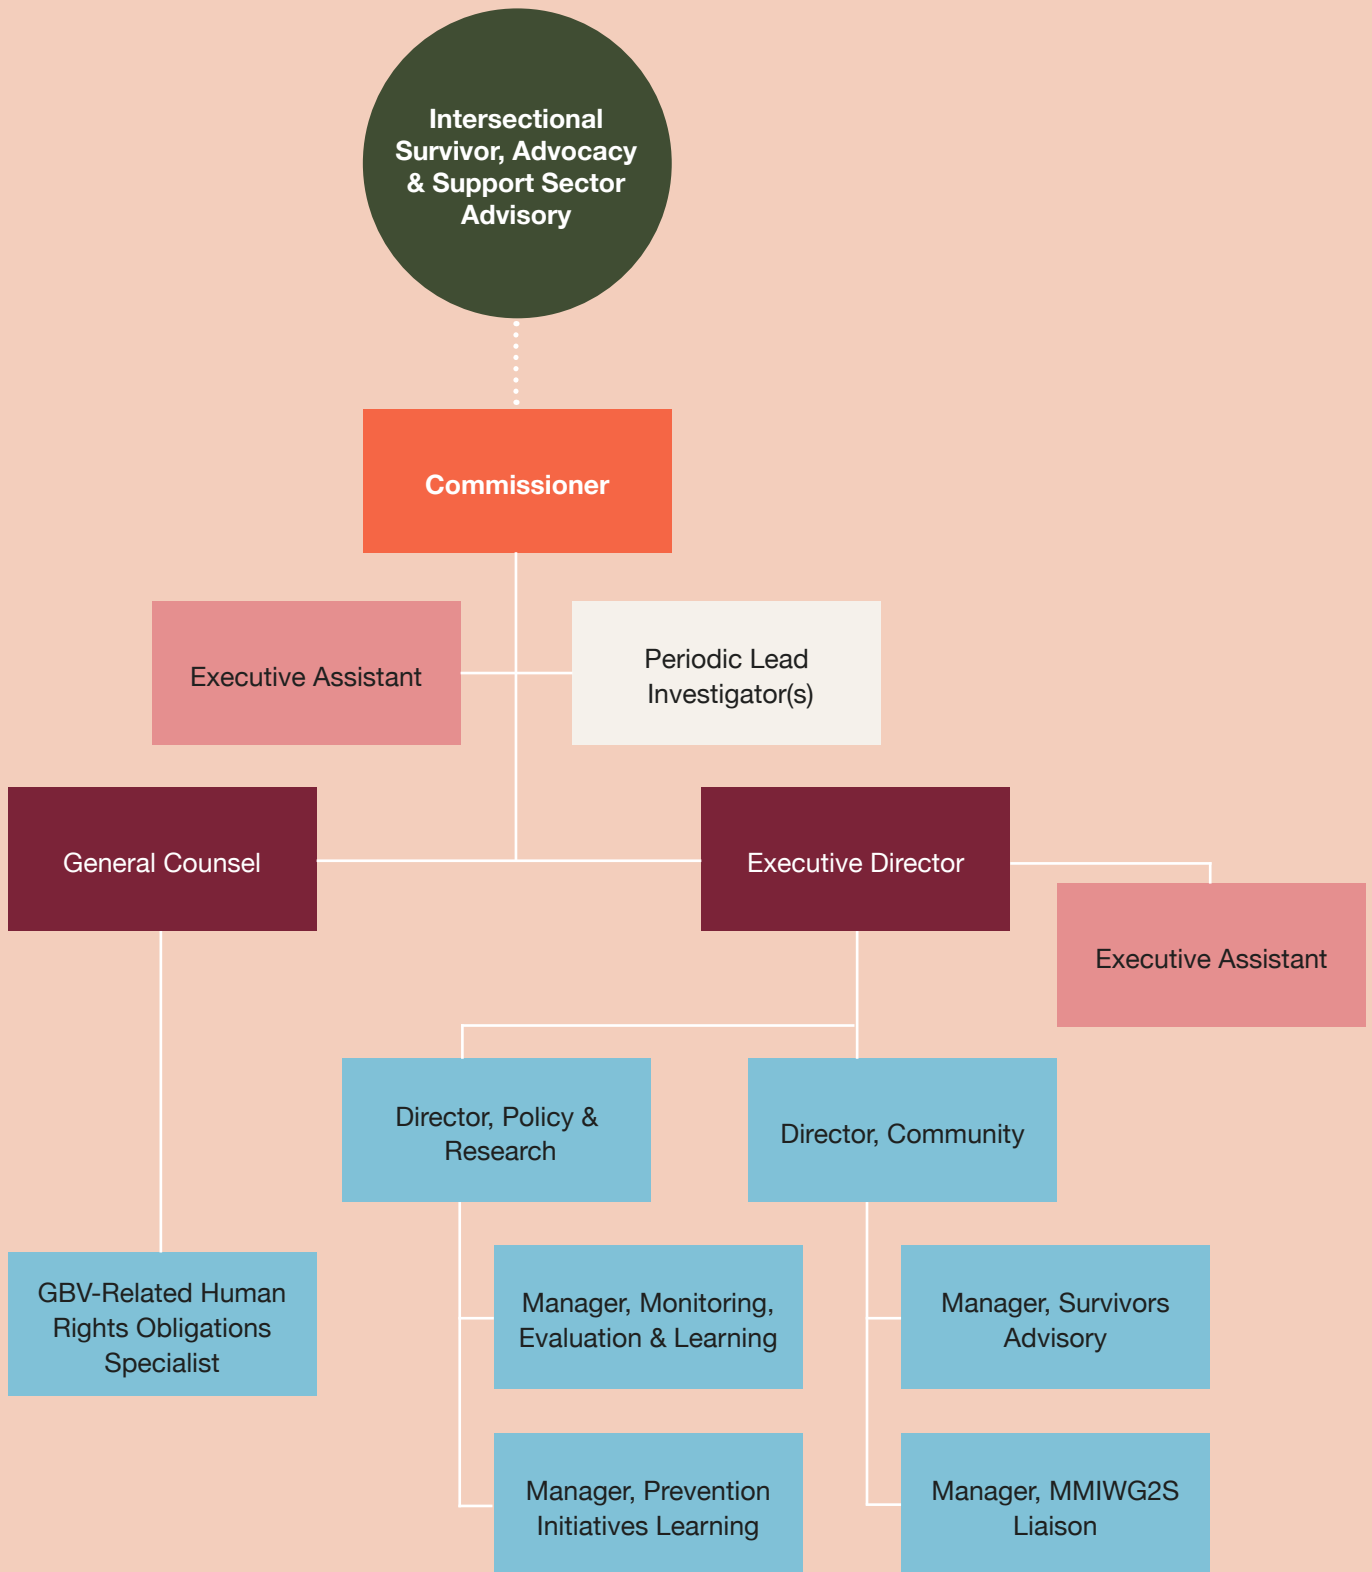 Intersectional
Survivor, Advocacy
& Support Sector
Advisory
Commissioner
Executive Assistant
Periodic Lead
Investigator(s)
General Counsel
Executive Director
Executive Assistant
Director, Policy &
Research
Director, Community
GBV-Related Human
Rights Obligations
Specialist
Manager, Monitoring,
Evaluation & Learning
Manager, Survivors
Advisory
Manager, Prevention
Initiatives Learning
Manager, MMIWG2S
Liaison